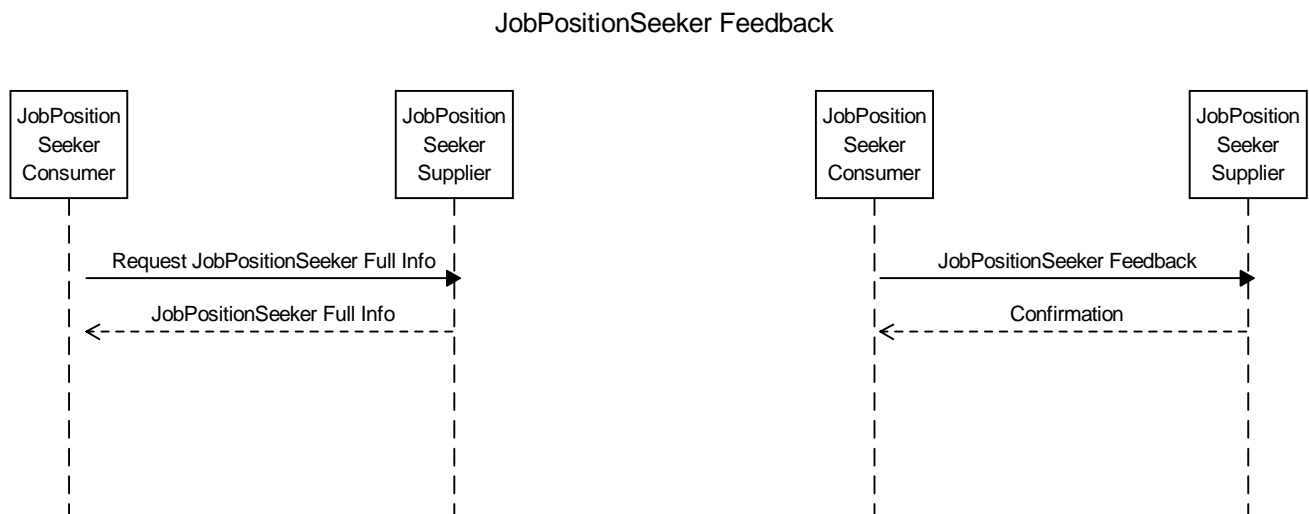 JobPositionSeeker Feedback
JobPosition
Seeker
Consumer
JobPosition
Seeker
Supplier
JobPosition
Seeker
Consumer
JobPosition
Seeker
Supplier
Request JobPositionSeeker Full Info
JobPositionSeeker Full Info
JobPositionSeeker Feedback
Confirmation